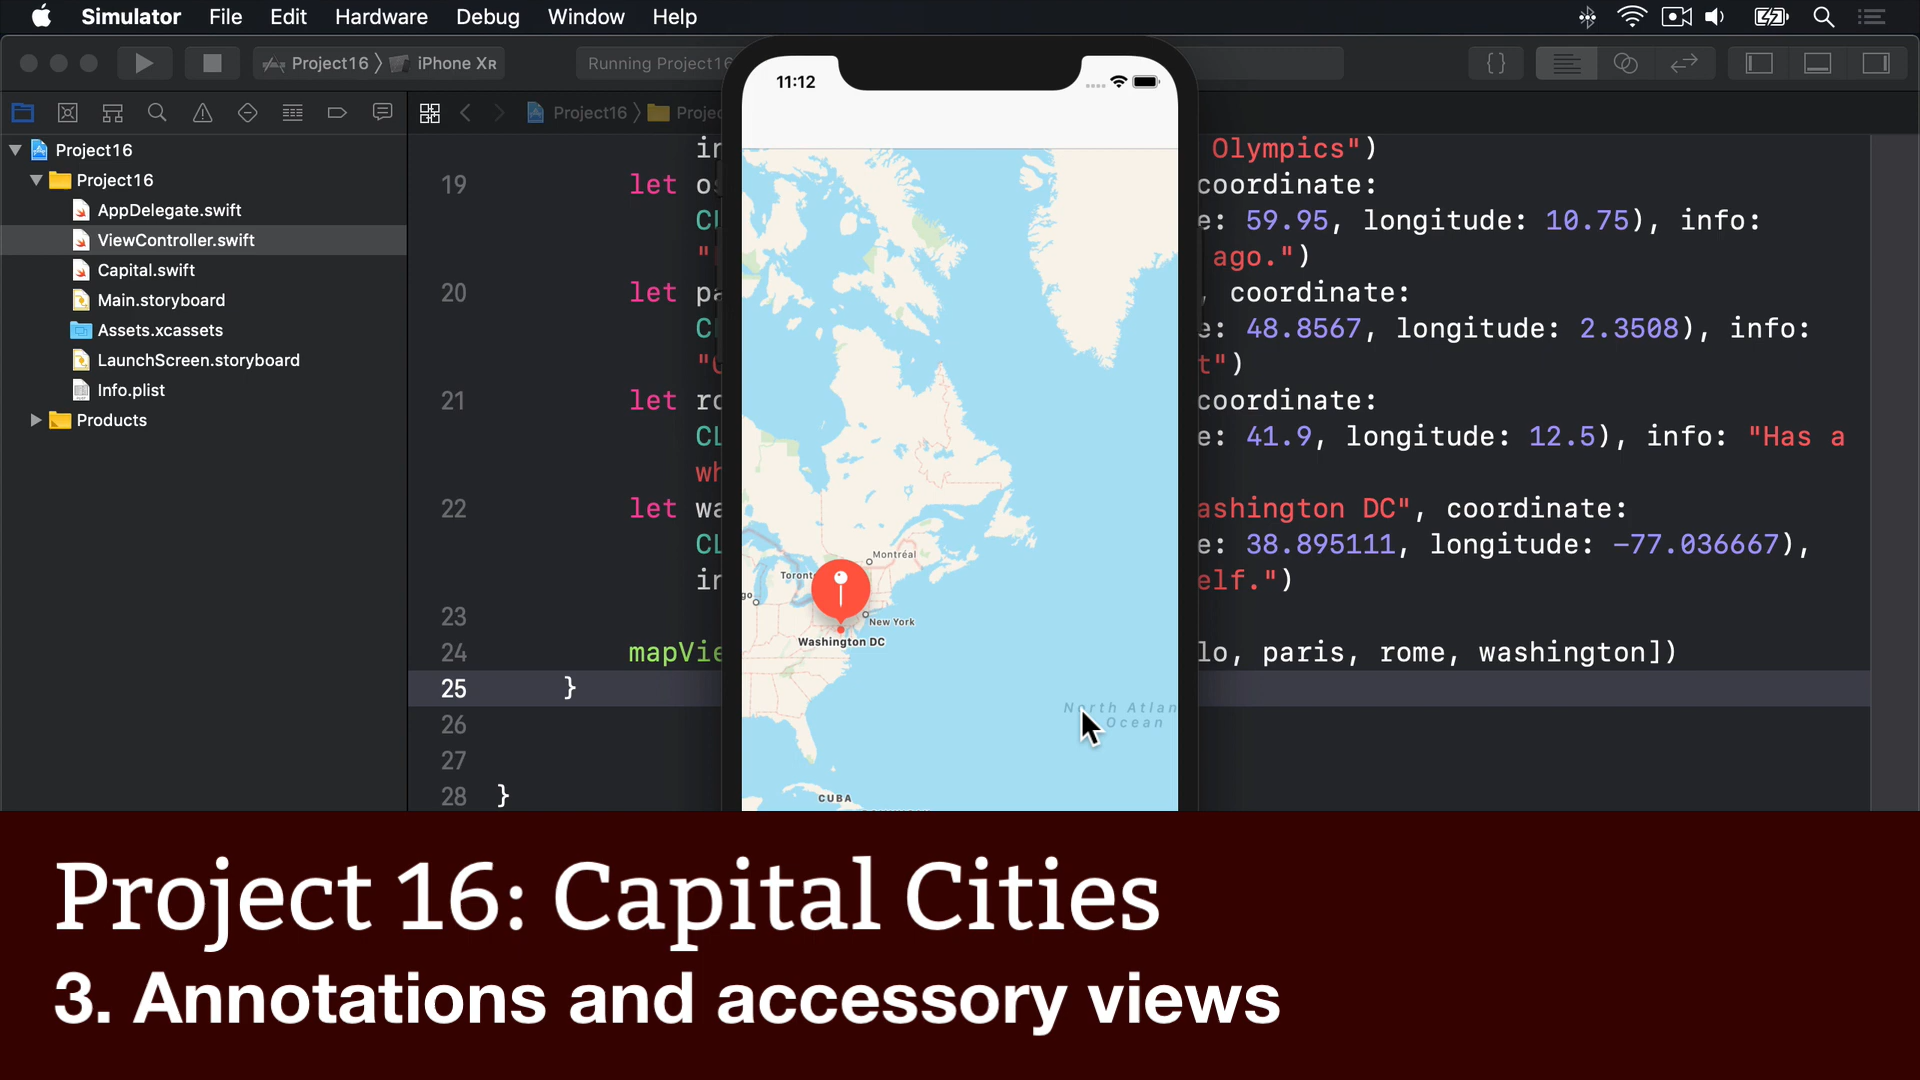 Simulator File Edit Hardware Debug Window Help
Project16 iPhone XR
Running Project16
11:12
Project16
Project16
Project16
AppDelegate.swift
ViewController.swift
Capital.swift
Main.storyboard
Assets.xcassets
LaunchScreen.storyboard
Info.plist
Products
Olympics")
19 let coordinate:
: 59.95, longitude: 10.75), info:
ago.")
20 let , coordinate:
: 48.8567, longitude: 2.3508), info:
")
21 let coordinate:
: 41.9, longitude: 12.5), info: "Has a
22 let ashington DC", coordinate:
: 38.895111, longitude: -77.036667),
elf.")
23
24 mapVie lo, paris, rome, washington])
25 }
26
27
28 }
Montréal
Toront
New York
Washington DC
North Atlan
Ocean
CUBA
Project 16: Capital Cities
3. Annotations and accessory views